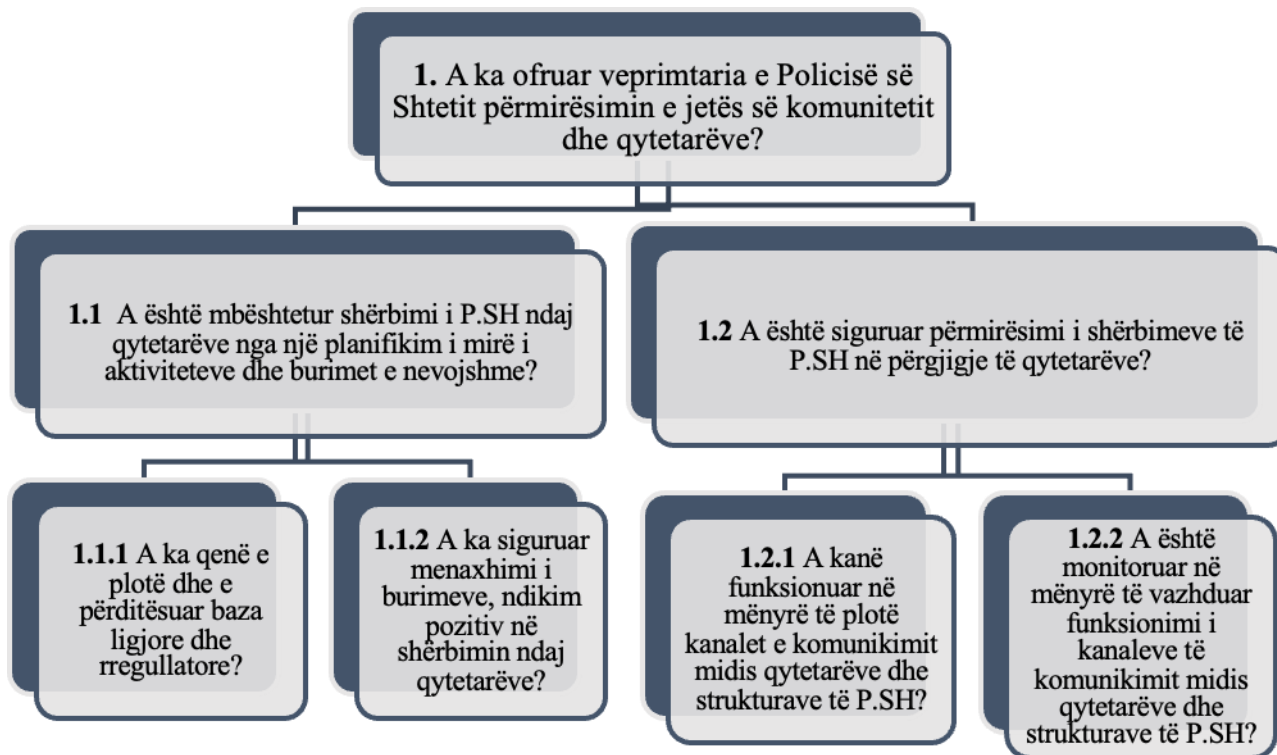 1. A ka ofruar veprimtaria e Policisë së
Shtetit përmirësimin e jetës së komunitetit
dhe qytetarëve?
1.1 A është mbështetur shërbimi i P.SH ndaj
qytetarëve nga një planifikim i mirë i
aktiviteteve dhe burimet e nevojshme?
1.2 A është siguruar përmirësimi i shërbimeve të
P.SH në përgjigje të qytetarëve?
1.1.1 A ka qenë e
plotë dhe e
përditësuar baza
ligjore dhe
rregullatore?
1.1.2 A ka siguruar
menaxhimi i
burimeve, ndikim
pozitiv në
shërbimin ndaj
qytetarëve?
1.2.1 A kanë
funksionuar në
mënyrë të plotë
kanalet e komunikimit
midis qytetarëve dhe
strukturave të P.SH?
1.2.2 A është
monitoruar në
mënyrë të vazhduar
funksionimi i
kanaleve të
komunikimit midis
qytetarëve dhe
strukturave të P.SH?